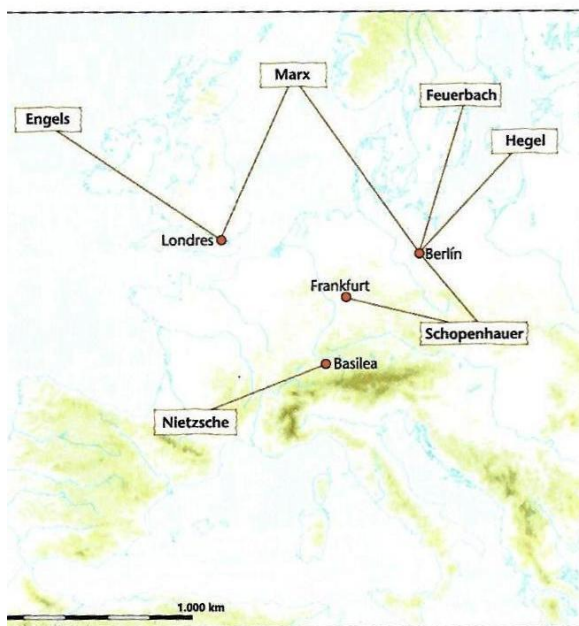 Marx
Feuerbach
Engels
Hegel
Londres
Berlín
Frankfurt
Schopenhauer
Basilea
Nietzsche
1.000 km